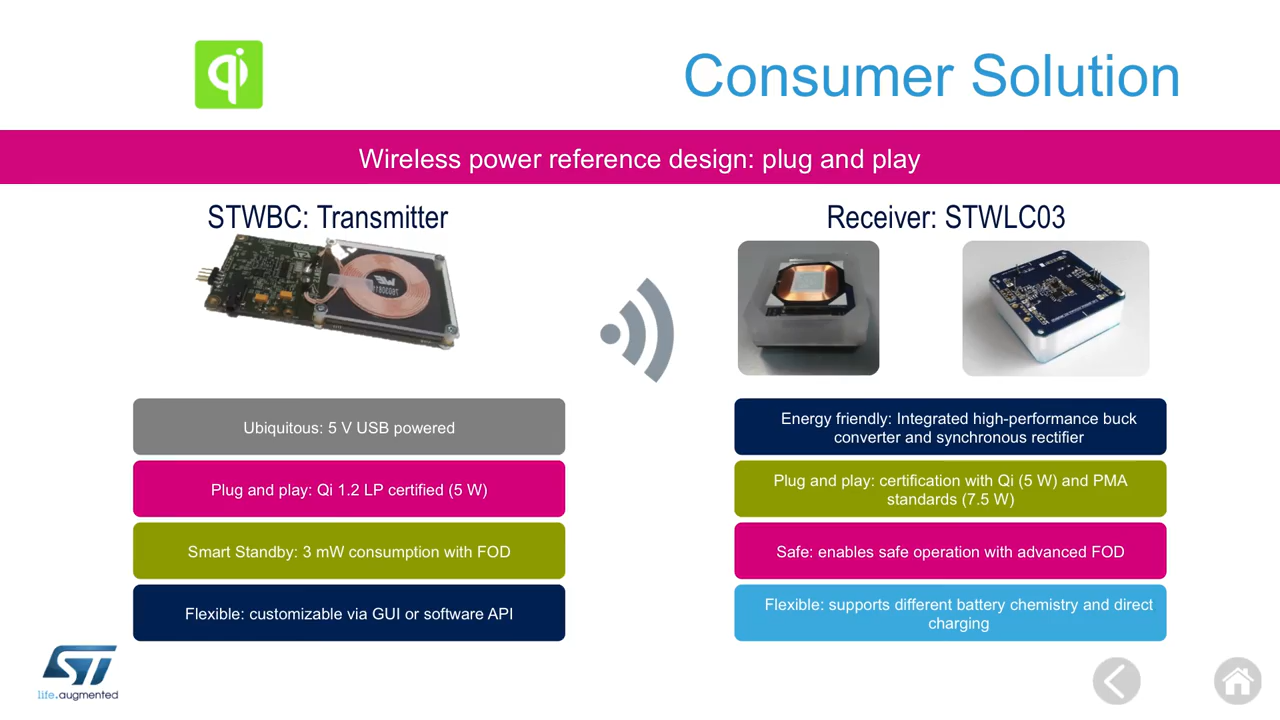 qi
Consumer Solution
Wireless power reference design: plug and play
STWBC: Transmitter
Receiver: STWLC03
Ubiquitous: 5 V USB powered
Plug and play: Qi 1.2 LP certified (5 W)
Smart Standby: 3 mW consumption with FOD
Flexible: customizable via GUI or software API
Energy friendly: Integrated high-performance buck
converter and synchronous rectifier
Plug and play: certification with Qi (5 W) and PMA
standards (7.5 W)
Safe: enables safe operation with advanced FOD
Flexible: supports different battery chemistry and direct
charging
ST
life.augmented